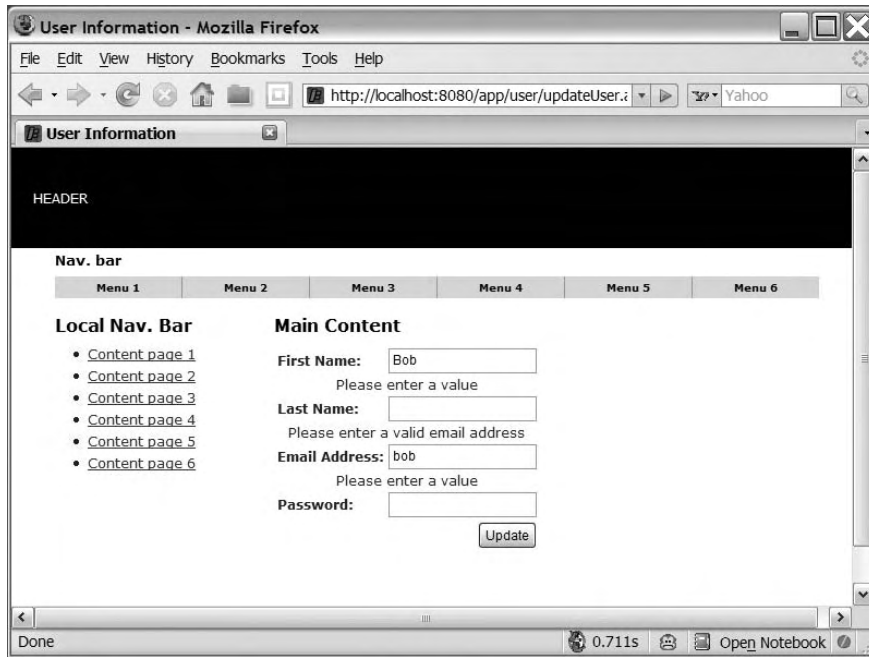 User Information - Mozilla Firefox
File Edit View History Bookmarks Tools Help
http://localhost:8080/app/user/updateUser.a Yahoo
User Information
HEADER
Nav. bar
Menu 1 Menu 2 Menu 3 Menu 4 Menu 5 Menu 6
Local Nav. Bar
Content page 1
Content page 2
Content page 3
Content page 4
Content page 5
Content page 6
Main Content
First Name: Bob
Please enter a value
Last Name:
Please enter a valid email address
Email Address: bob
Please enter a value
Password:
Update
Done 0.711s Open Notebook